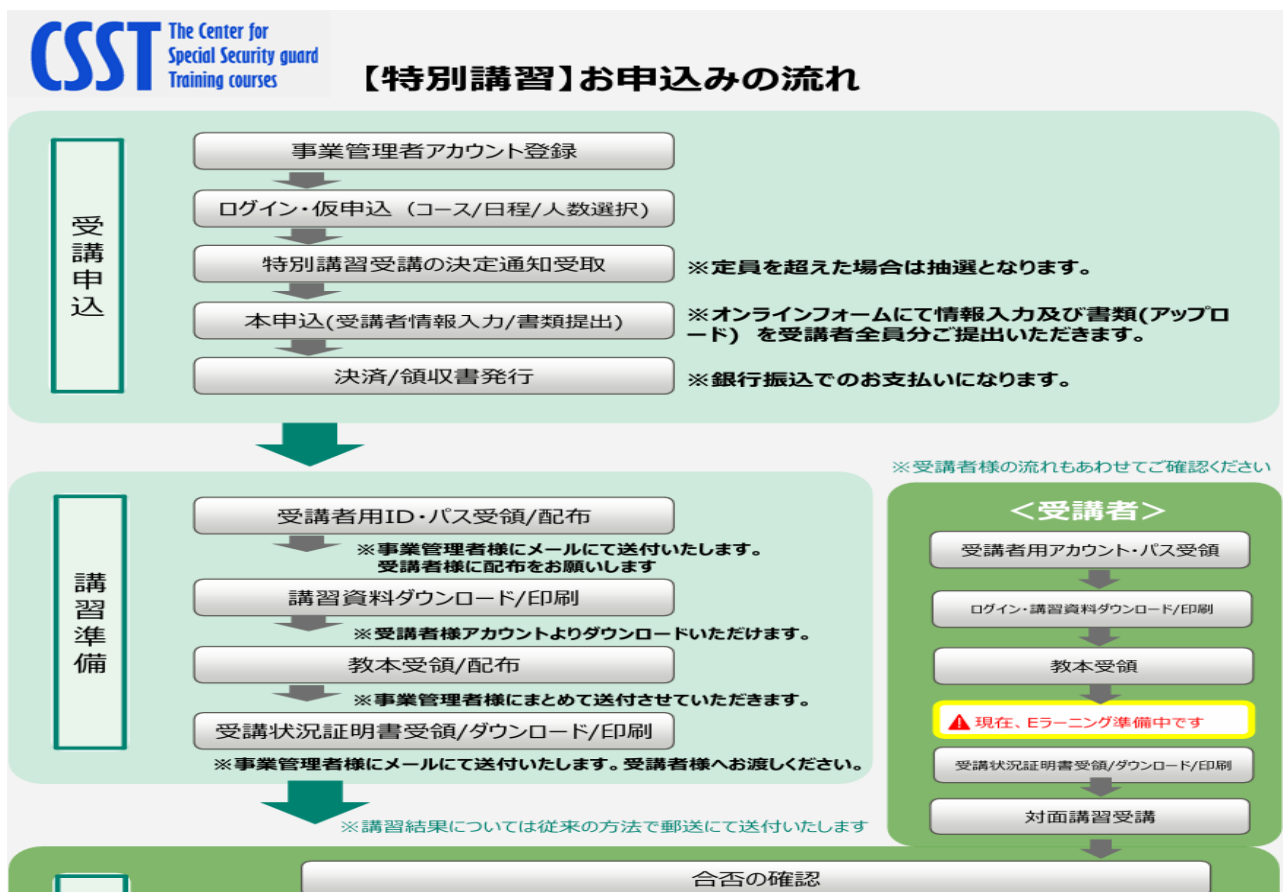 CSST
The Center for
Special Security guard
Training courses
【特別講習】お申込みの流れ
受講申込
事業管理者アカウント登録
ログイン・仮申込（コース/日程/人数選択）
特別講習受講の決定通知受取
※定員を超えた場合は抽選となります。
本申込(受講者情報入力/書類提出)
※オンラインフォームにて情報入力及び書類(アップロ
ード) を受講者全員分ご提出いただきます。
決済/領収書発行
※銀行振込でのお支払いになります。
講習準備
受講者用ID・パス受領/配布
※事業管理者様にメールにて送付いたします。
受講者様に配布をお願いします
講習資料ダウンロード/印刷
※受講者様アカウントよりダウンロードいただけます。
教本受領/配布
※事業管理者様にまとめて送付させていただきます。
受講状況証明書受領/ダウンロード/印刷
※事業管理者様にメールにて送付いたします。受講者様へお渡しください。
※受講者様の流れもあわせてご確認ください
＜受講者＞
受講者用アカウント・パス受領
ログイン・講習資料ダウンロード/印刷
教本受領
現在、Eラーニング準備中です
受講状況証明書受領/ダウンロード/印刷
対面講習受講
※講習結果については従来の方法で郵送にて送付いたします
合否の確認